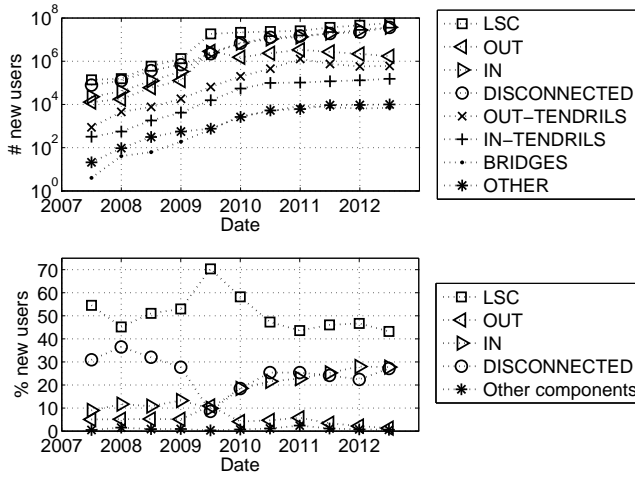 10^8
10^6
10^4
10^2
10^0
# new users
2007 2008 2009 2010 2011 2012
Date
LSC
OUT
IN
DISCONNECTED
OUT−TENDRILS
IN−TENDRILS
BRIDGES
OTHER
70
60
50
40
30
20
10
0
% new users
2007 2008 2009 2010 2011 2012
Date
LSC
OUT
IN
DISCONNECTED
Other components